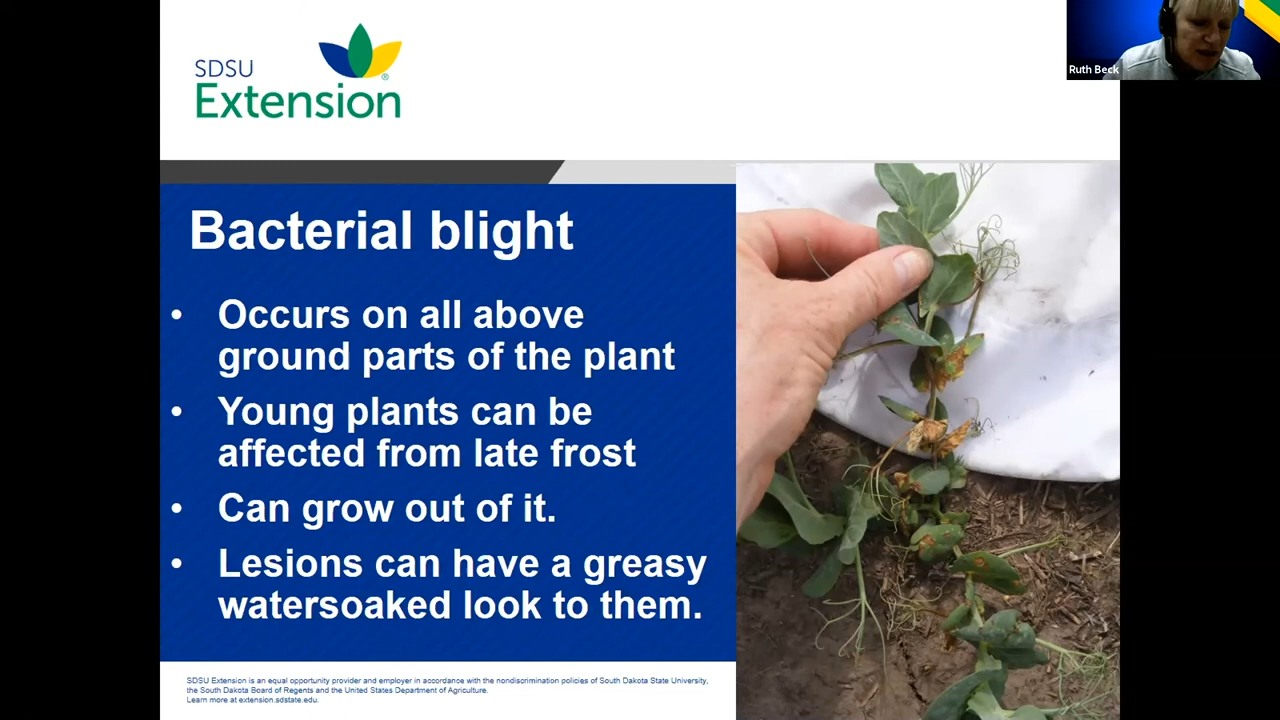 SDSU
Extension
®
Ruth Beck
Bacterial blight
• Occurs on all above
ground parts of the plant
• Young plants can be
affected from late frost
• Can grow out of it.
• Lesions can have a greasy
watersoaked look to them.
SDSU Extension is an equal opportunity provider and employer in accordance with the nondiscrimination policies of South Dakota State University,
the South Dakota Board of Regents and the United States Department of Agriculture.
Learn more at extension.sdstate.edu.